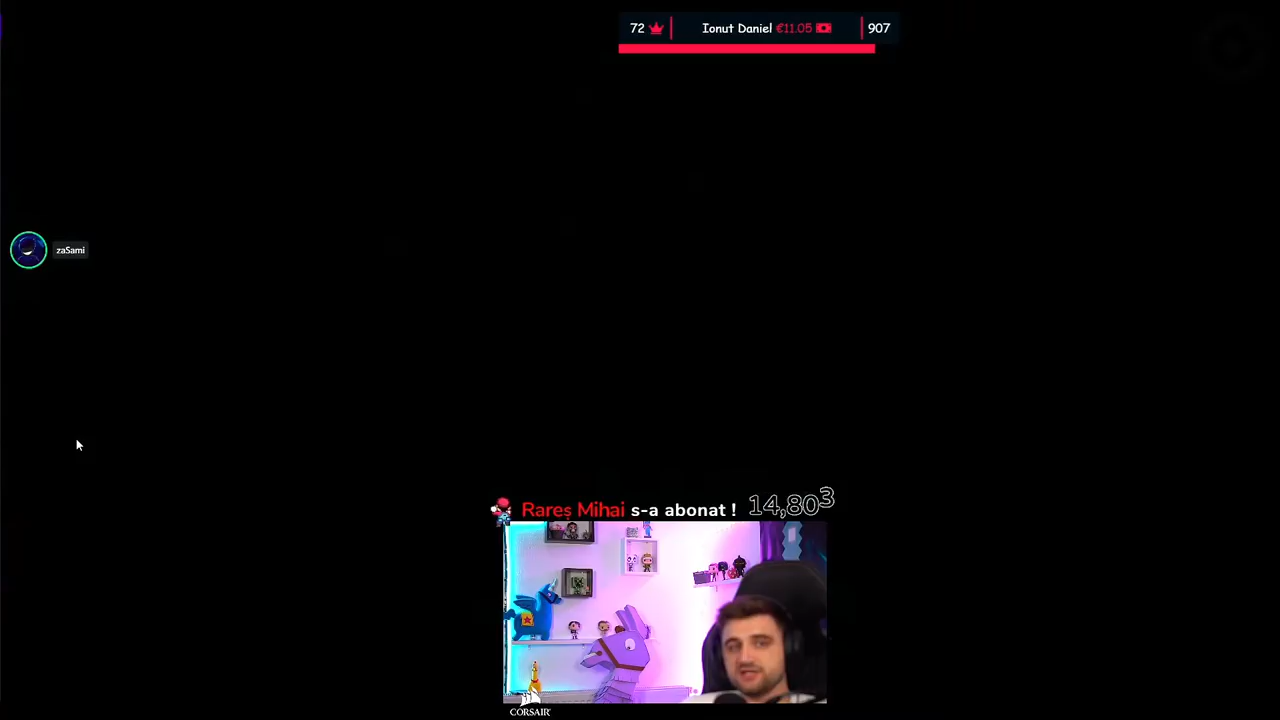 72 Ionut Daniel €11.05 907
zaSami
Rareș Mihai s-a abonat ! 14,803
CORSAIR